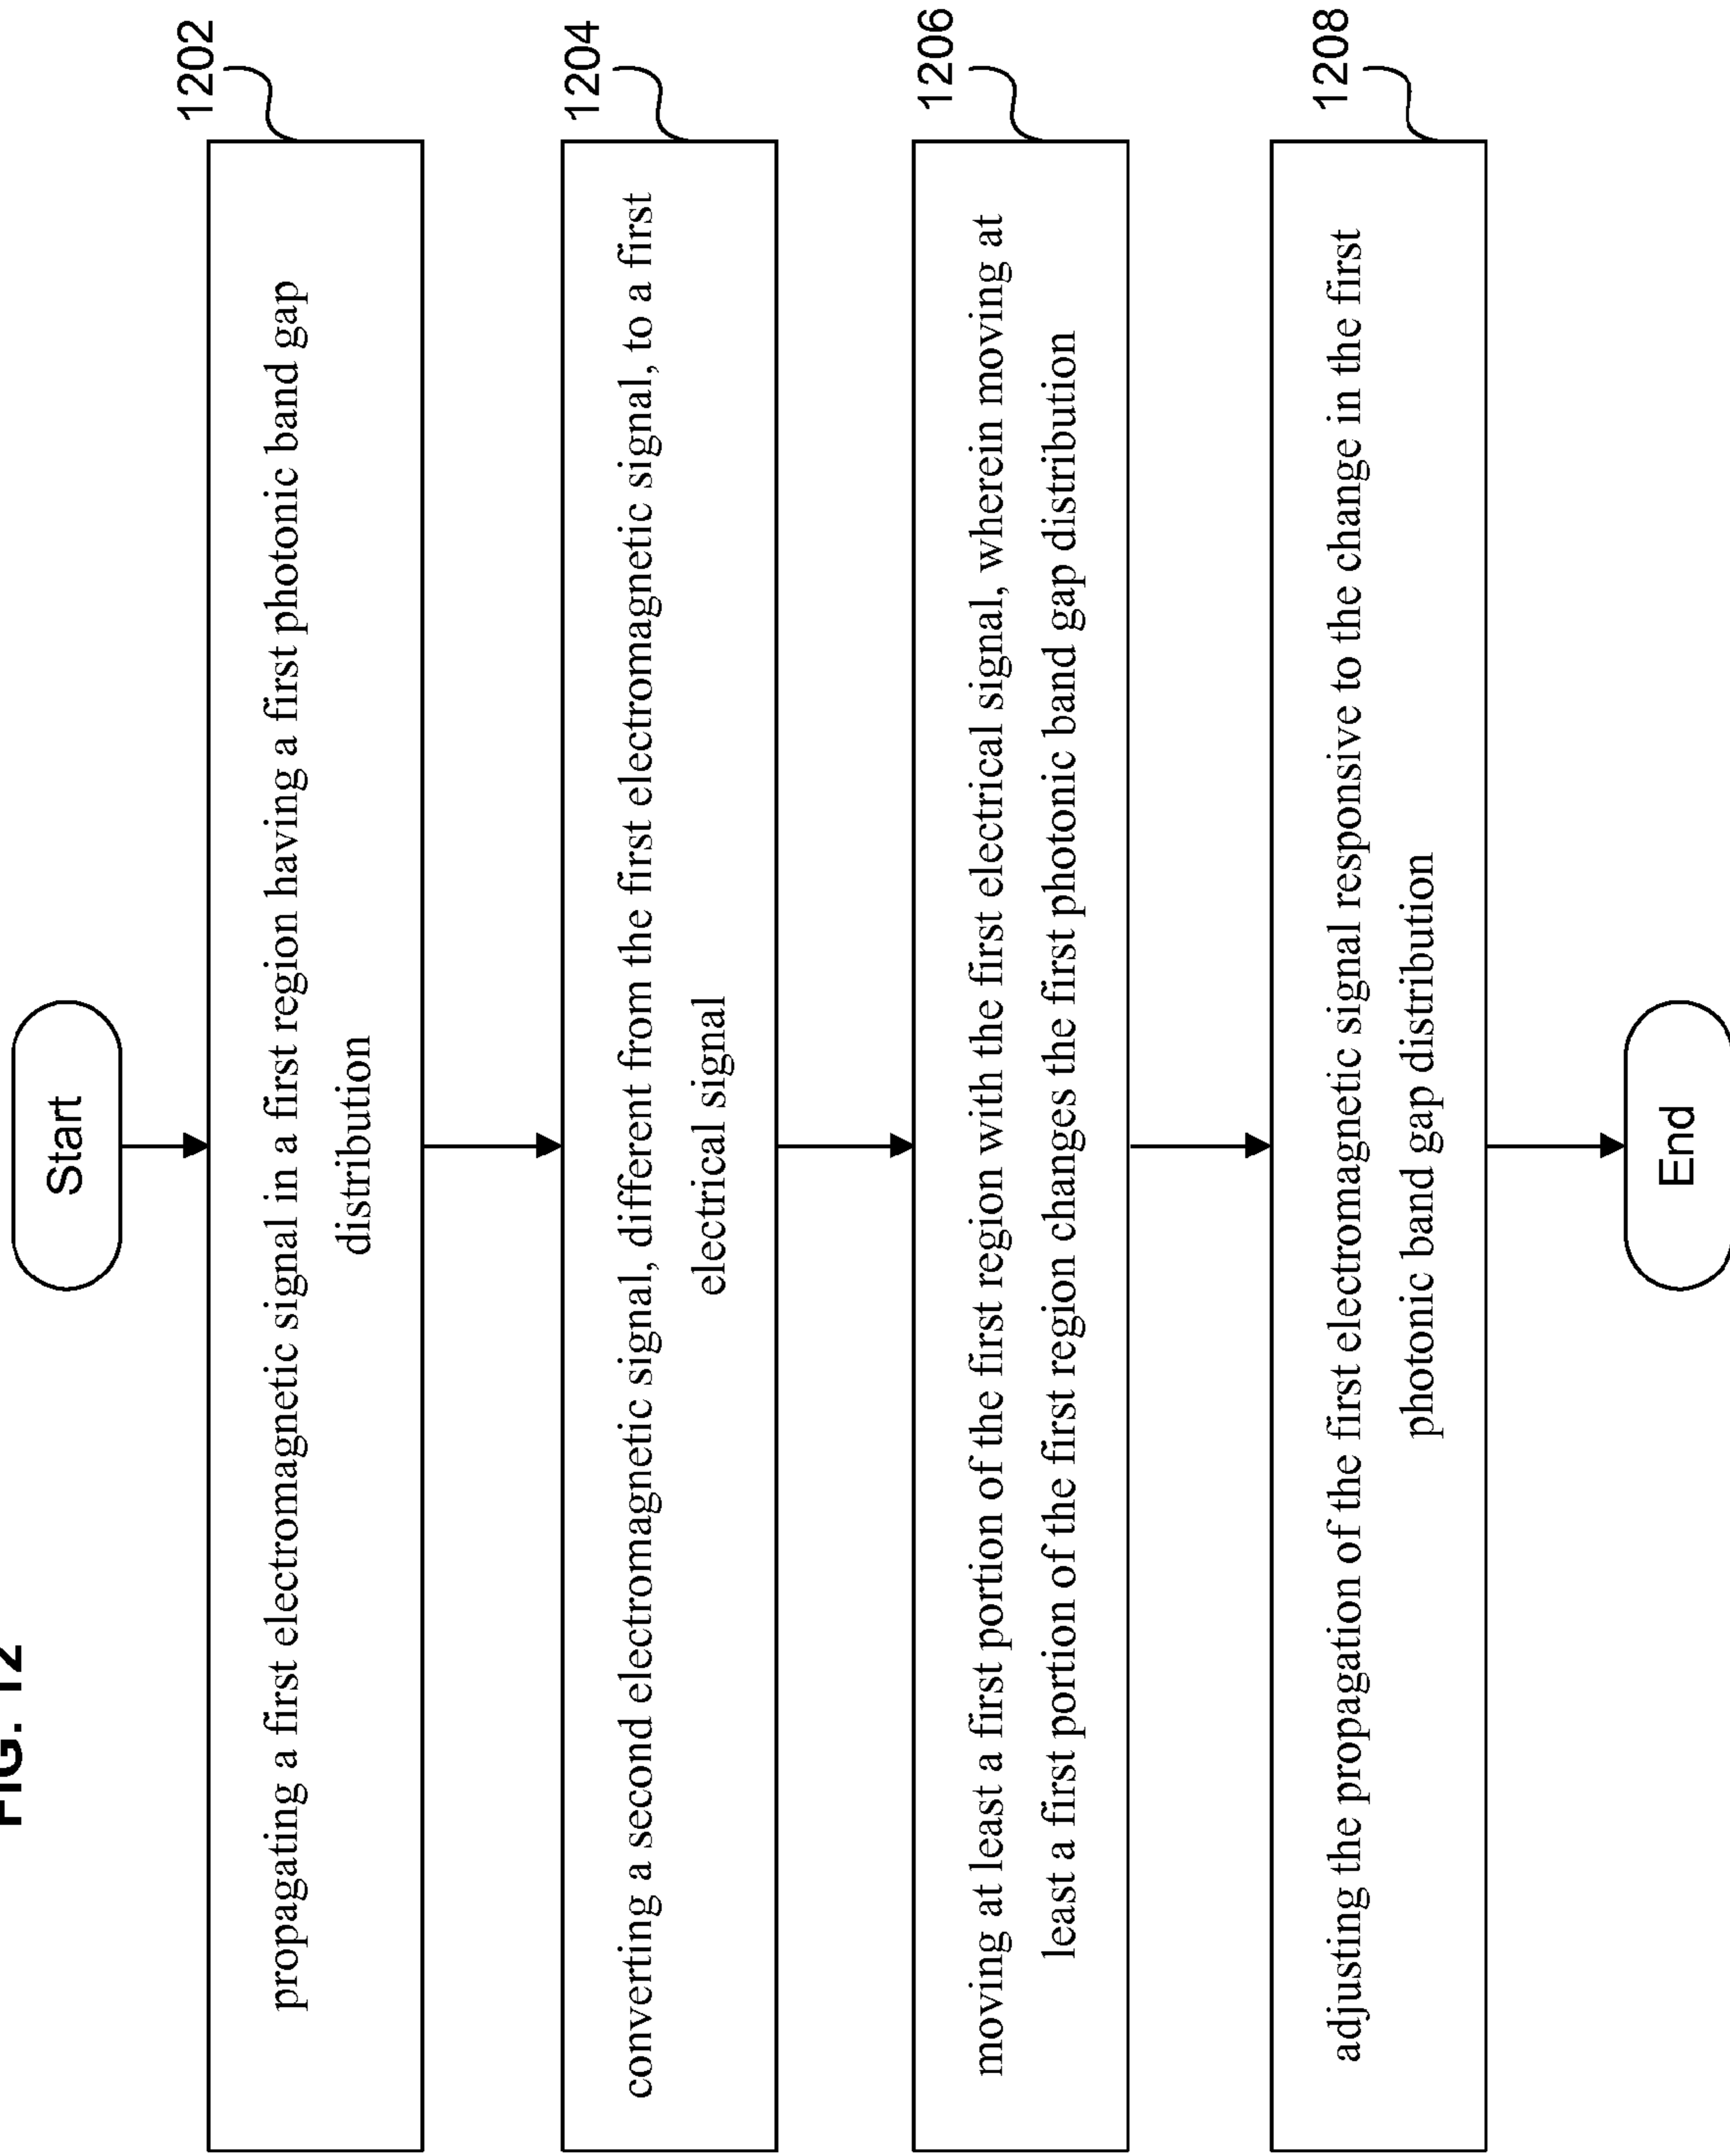 FIG. 12
Start
1202
propagating a first electromagnetic signal in a first region having a first photonic band gap
distribution
1204
converting a second electromagnetic signal, different from the first electromagnetic signal, to a first
electrical signal
1206
moving at least a first portion of the first region with the first electrical signal, wherein moving at
least a first portion of the first region changes the first photonic band gap distribution
1208
adjusting the propagation of the first electromagnetic signal responsive to the change in the first
photonic band gap distribution
End